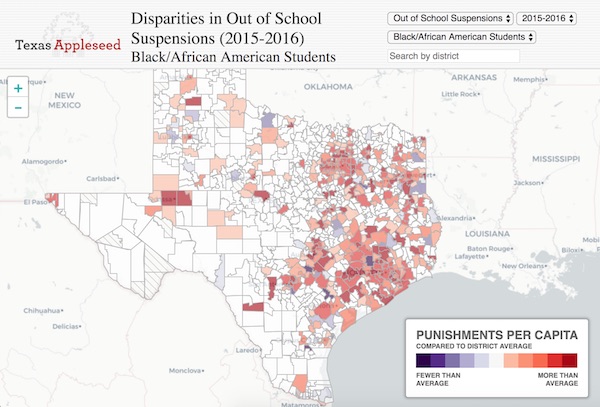 Texas Appleseed
Disparities in Out of School
Suspensions (2015-2016)
Black/African American Students
Out of School Suspensions
2015-2016
Black/African American Students
Search by district
+
−
NEW
MEXICO
OKLAHOMA
ARKANSAS
Memphis
Little Rock
MISSISSIPPI
Alamogordo
Carlsbad
El Paso
Jackson
Alexandria
LOUISIANA
Baton Rouge
Lafayette
New Orleans
Biloxi
Mobi
Chihuahua
Delicias
Laredo
Monclova
Matamoros
PUNISHMENTS PER CAPITA
COMPARED TO DISTRICT AVERAGE
FEWER THAN
AVERAGE
MORE THAN
AVERAGE